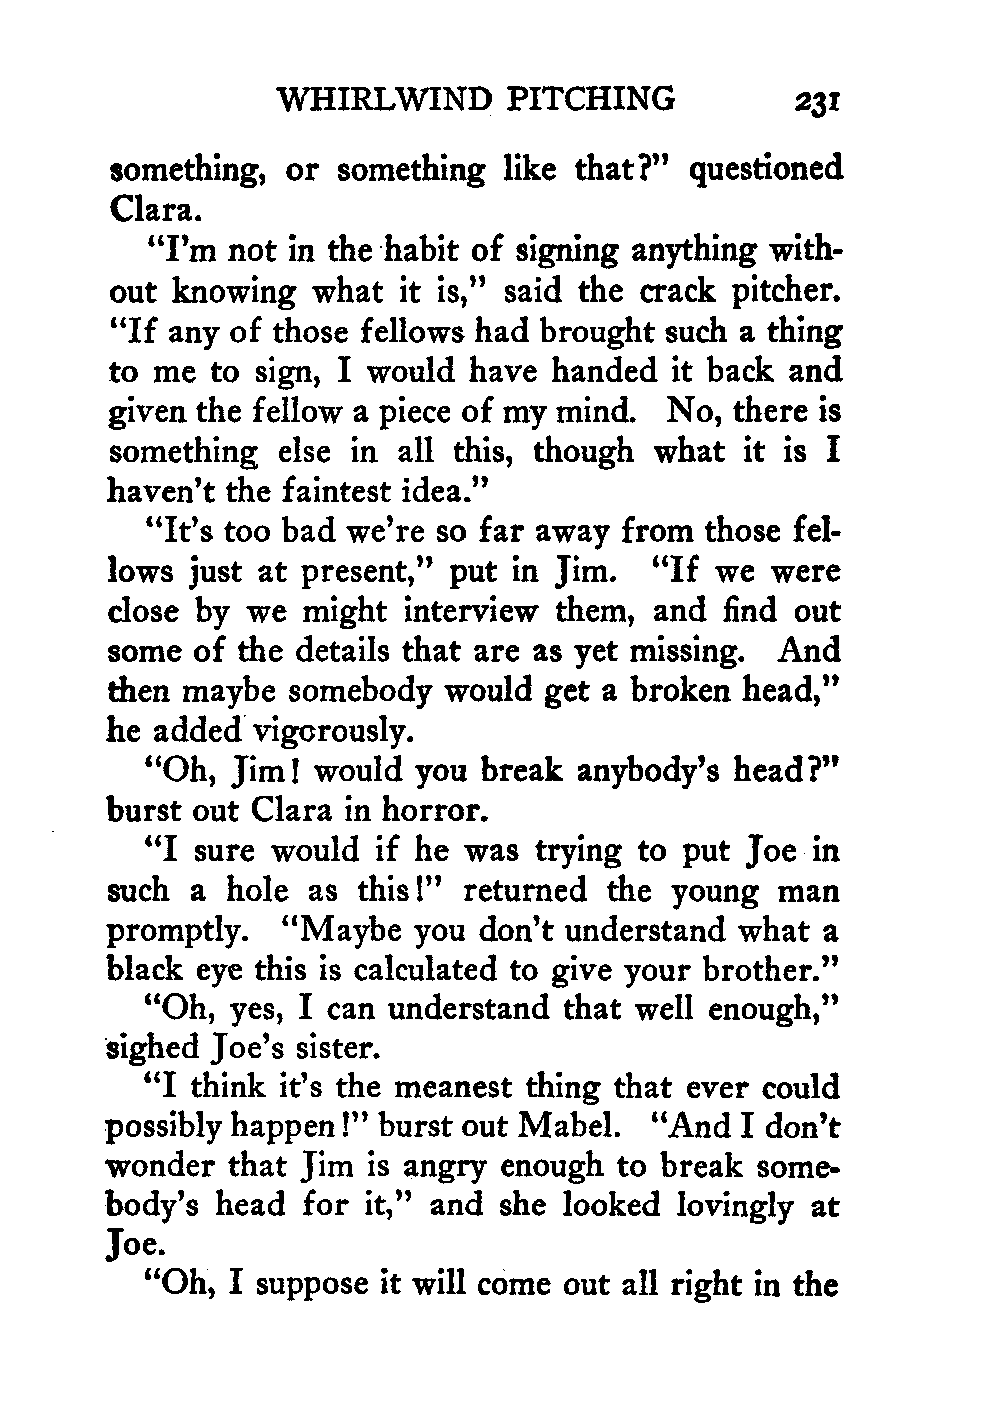 WHIRLWIND PITCHING 231
something, or something like that?" questioned
Clara.
"I'm not in the habit of signing anything with-
out knowing what it is," said the crack pitcher.
"If any of those fellows had brought such a thing
to me to sign, I would have handed it back and
given the fellow a piece of my mind. No, there is
something else in all this, though what it is I
haven't the faintest idea."
"It's too bad we're so far away from those fel-
lows just at present," put in Jim. "If we were
close by we might interview them, and find out
some of the details that are as yet missing. And
then maybe somebody would get a broken head,"
he added vigorously.
"Oh, Jim! would you break anybody's head?"
burst out Clara in horror.
"I sure would if he was trying to put Joe in
such a hole as this!" returned the young man
promptly. "Maybe you don't understand what a
black eye this is calculated to give your brother."
"Oh, yes, I can understand that well enough,"
sighed Joe's sister.
"I think it's the meanest thing that ever could
possibly happen!" burst out Mabel. "And I don't
wonder that Jim is angry enough to break some-
body's head for it," and she looked lovingly at
Joe.
"Oh, I suppose it will come out all right in the